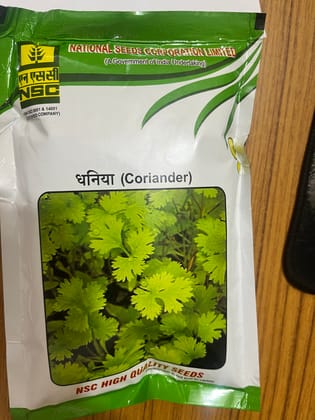 NATIONAL SEEDS CORPORATION LIMITED
(A Government of India Undertaking)
एन एस सी
NSC
धनिया (Coriander)
NSC HIGH QUALITY SEEDS